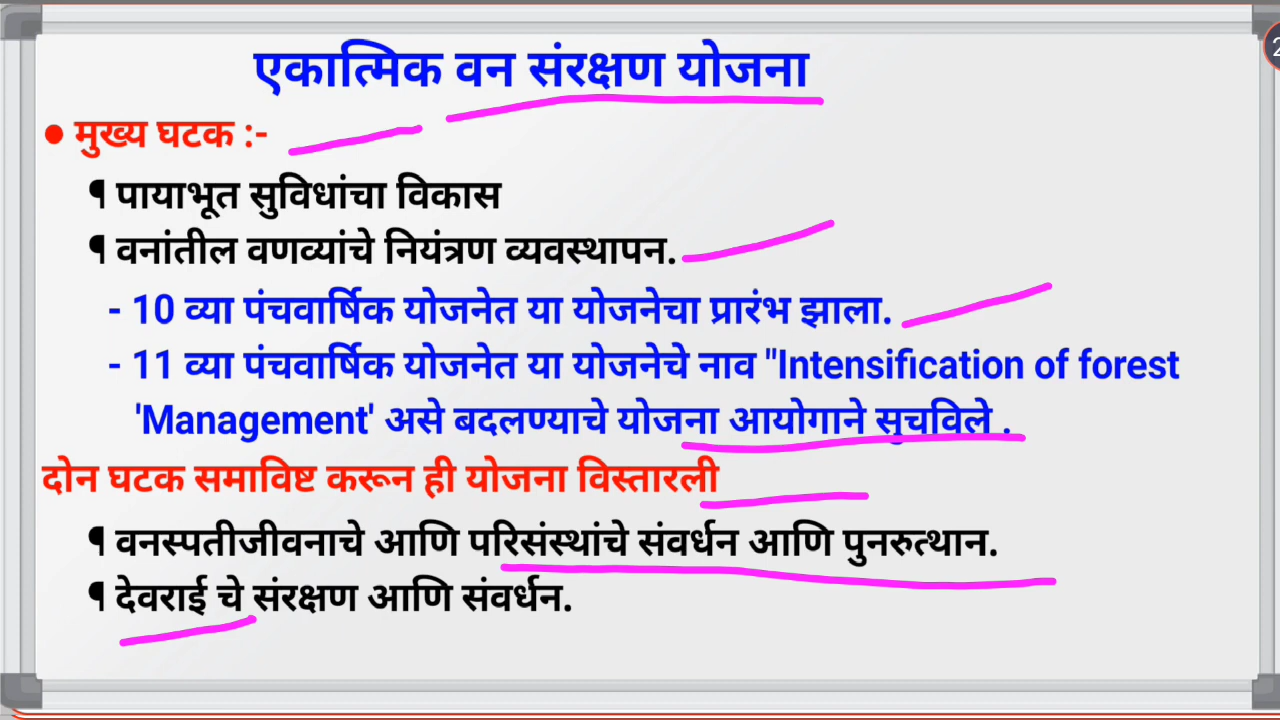 एकात्मिक वन संरक्षण योजना
● मुख्य घटक :-
¶ पायाभूत सुविधांचा विकास
¶ वनांतील वणव्यांचे नियंत्रण व्यवस्थापन.
- 10 व्या पंचवार्षिक योजनेत या योजनेचा प्रारंभ झाला.
- 11 व्या पंचवार्षिक योजनेत या योजनेचे नाव "Intensification of forest
'Management' असे बदलण्याचे योजना आयोगाने सुचविले .
दोन घटक समाविष्ट करून ही योजना विस्तारली
¶ वनस्पतीजीवनाचे आणि परिसंस्थांचे संवर्धन आणि पुनरुत्थान.
¶ देवराई चे संरक्षण आणि संवर्धन.